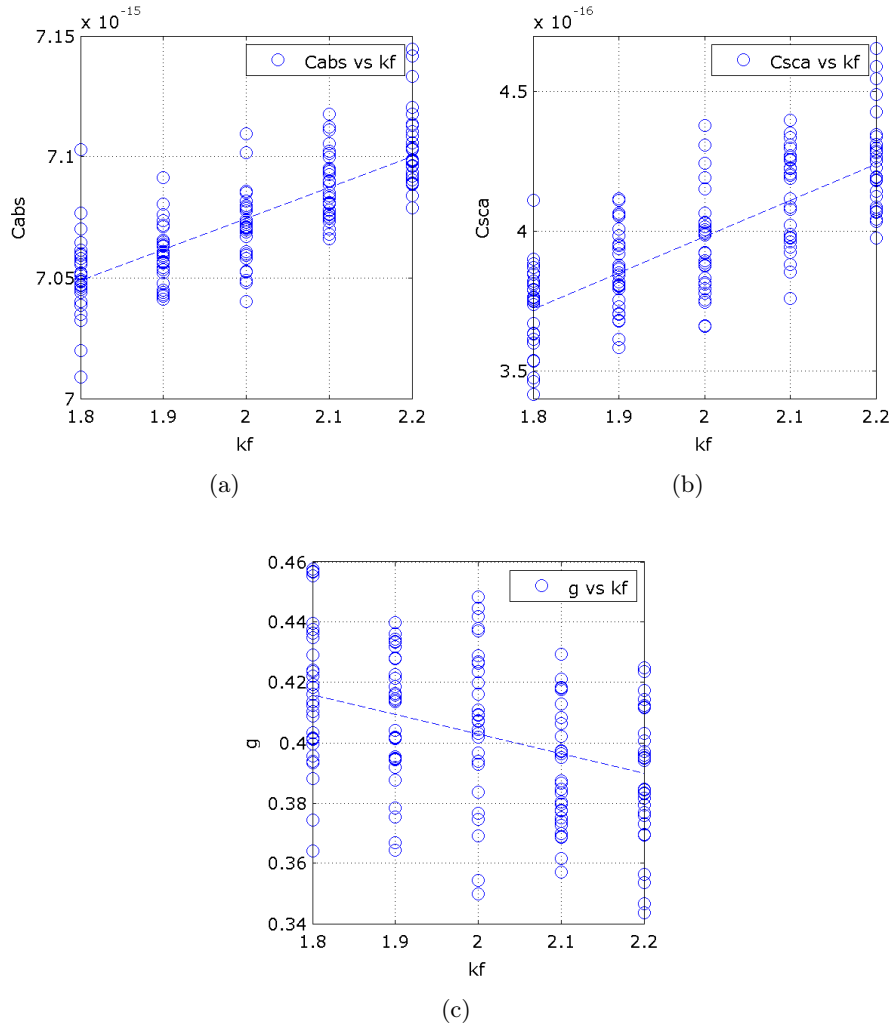 x 10^-15
7.15
Cabs vs kf
7.1
Cabs
7.05
7
1.8 1.9 2 2.1 2.2
kf
(a)
x 10^-16
Csca vs kf
4.5
Csca
4
3.5
1.8 1.9 2 2.1 2.2
kf
(b)
0.46
g vs kf
0.44
0.42
g
0.4
0.38
0.36
0.34
1.8 1.9 2 2.1 2.2
kf
(c)